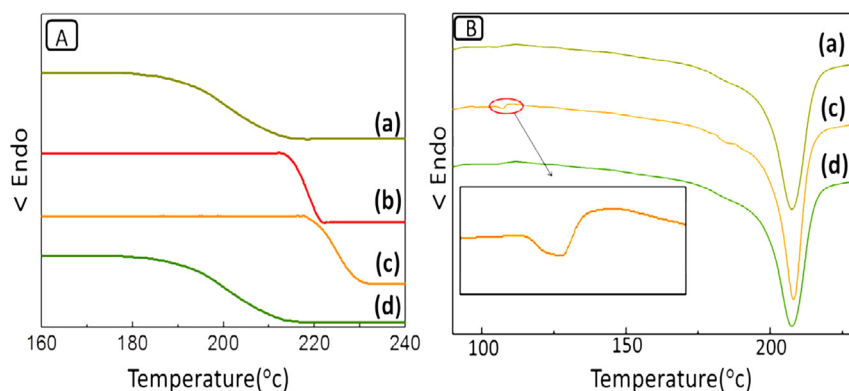 A
(a)
(b)
(c)
(d)
< Endo
160 180 200 220 240
Temperature(°c)
B
(a)
(c)
(d)
< Endo
100 150 200
Temperature(°c)